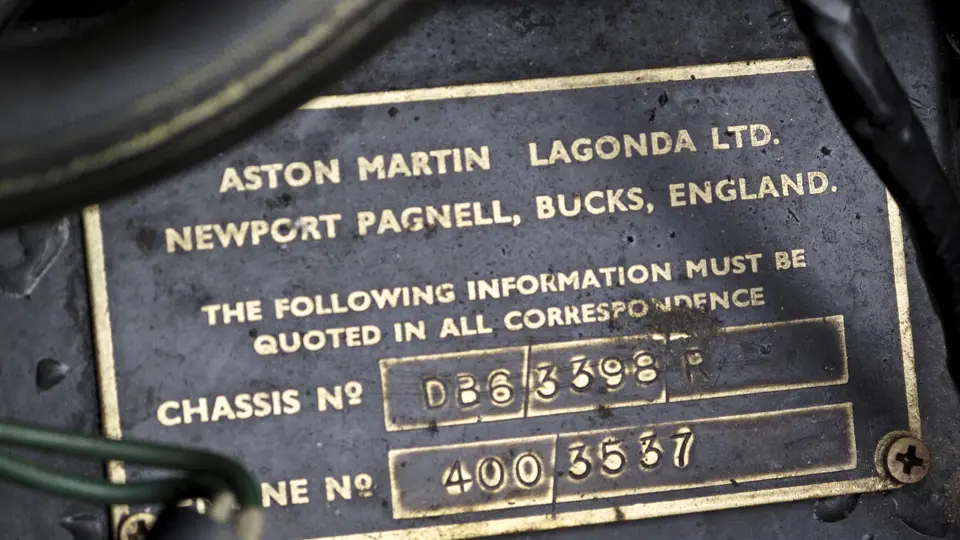 ASTON MARTIN LAGONDA LTD.
NEWPORT PAGNELL, BUCKS, ENGLAND.
THE FOLLOWING INFORMATION MUST BE
QUOTED IN ALL CORRESPONDENCE
CHASSIS Nº DB6 3398 R
NE Nº 400 3537